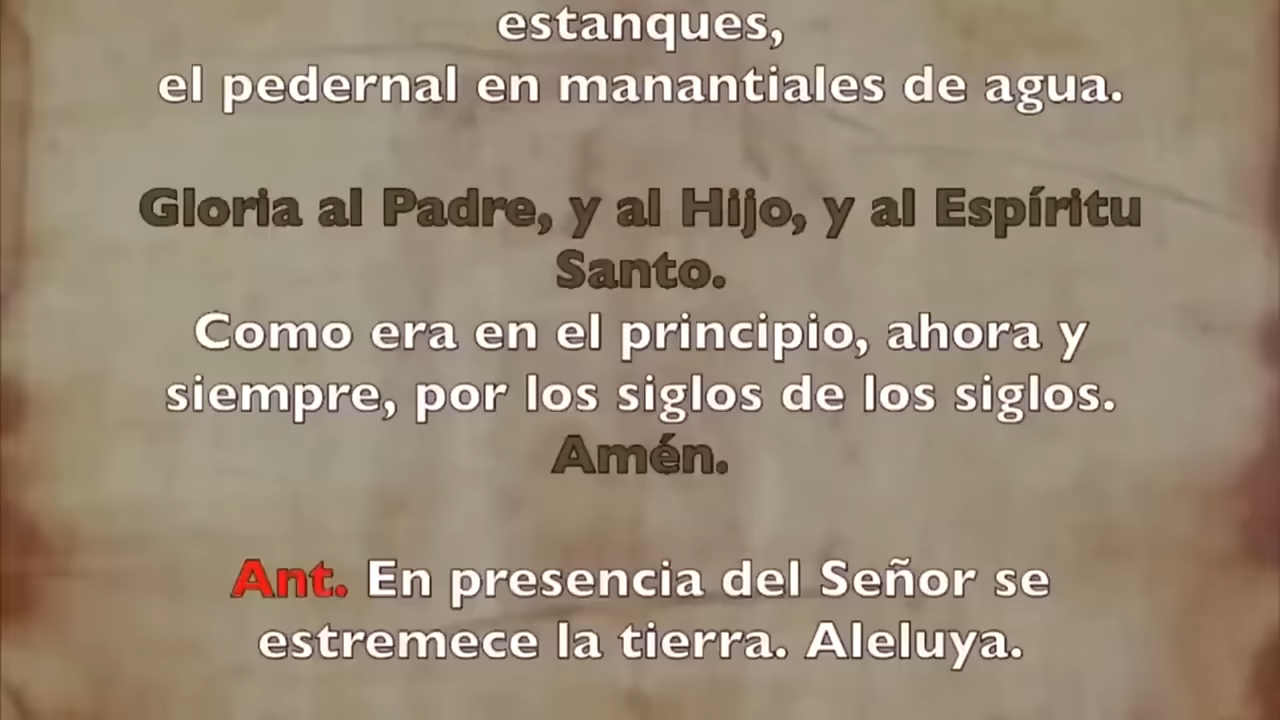 estanques,
el pedernal en manantiales de agua.
Gloria al Padre, y al Hijo, y al Espíritu
Santo.
Como era en el principio, ahora y
siempre, por los siglos de los siglos.
Amén.
Ant. En presencia del Señor se
estremece la tierra. Aleluya.